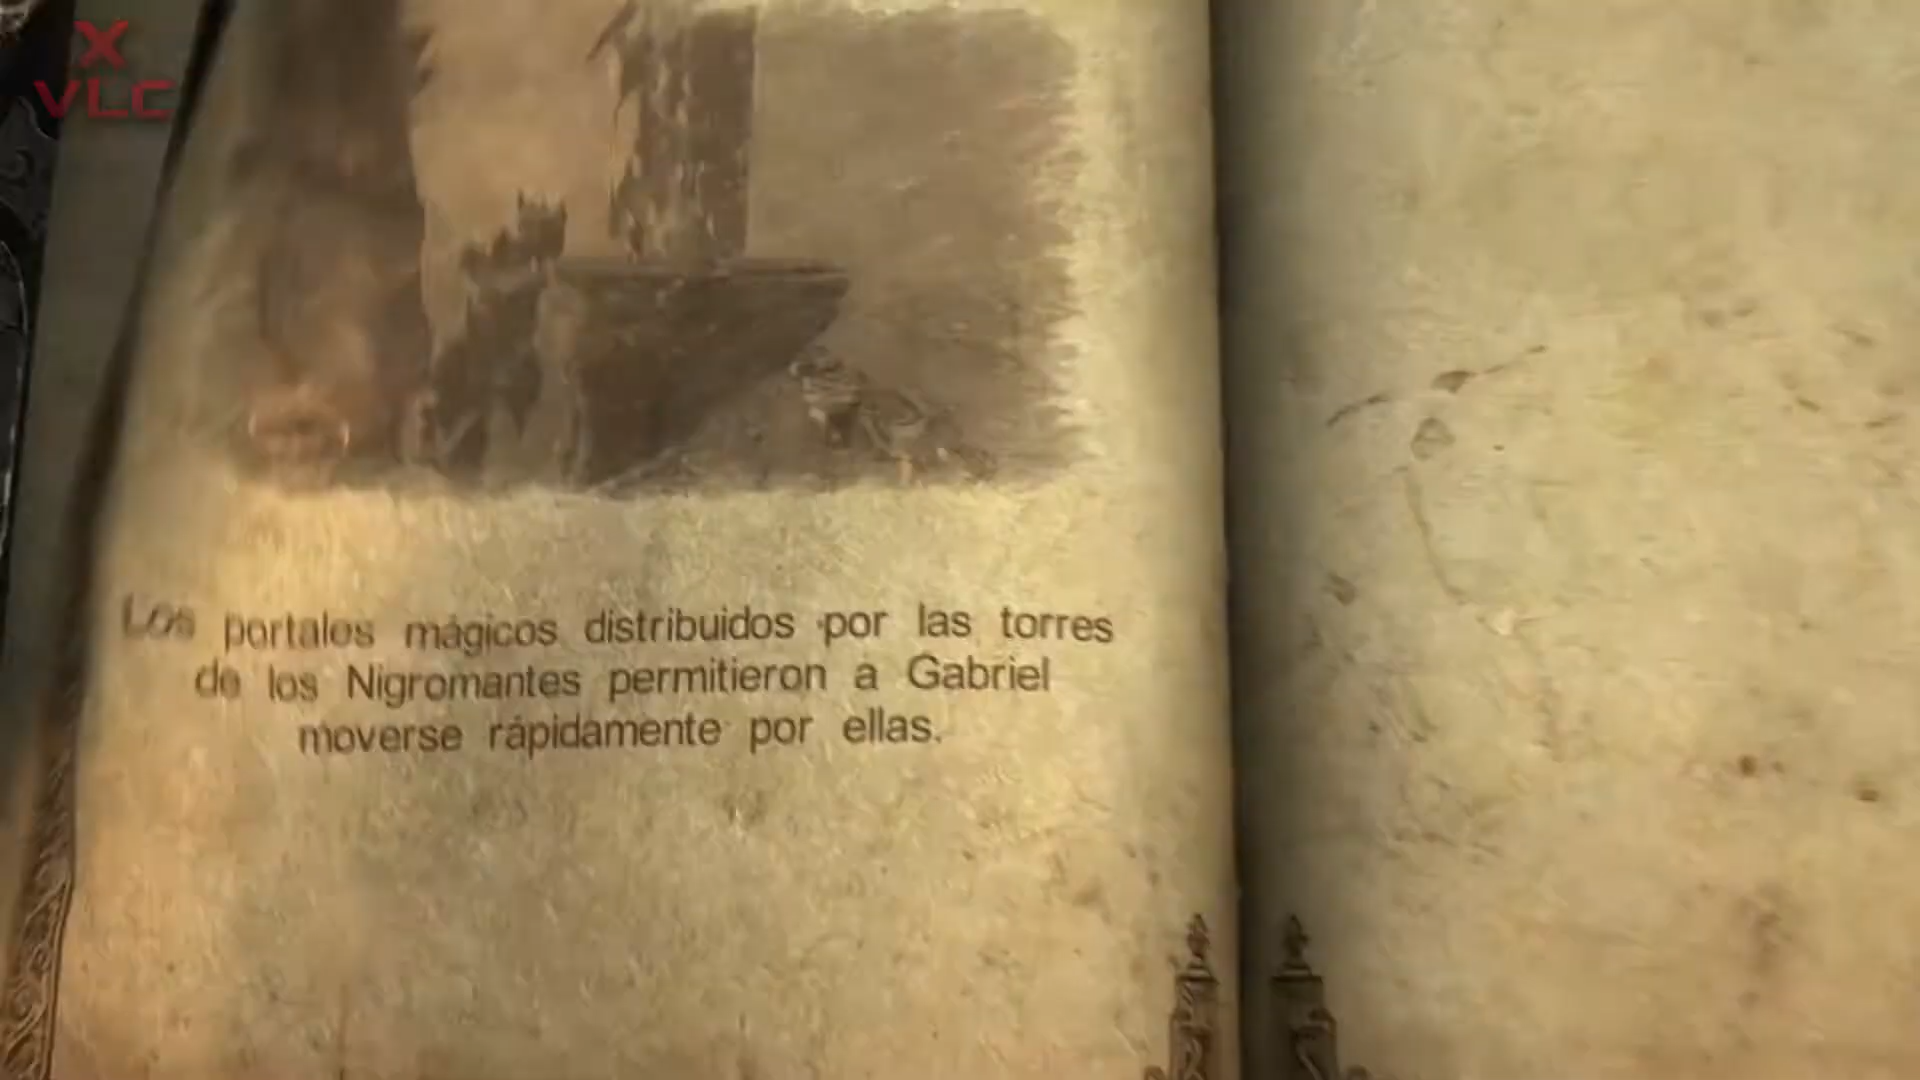 X
VLC
Los portales mágicos distribuidos por las torres
de los Nigromantes permitieron a Gabriel
moverse rápidamente por ellas.